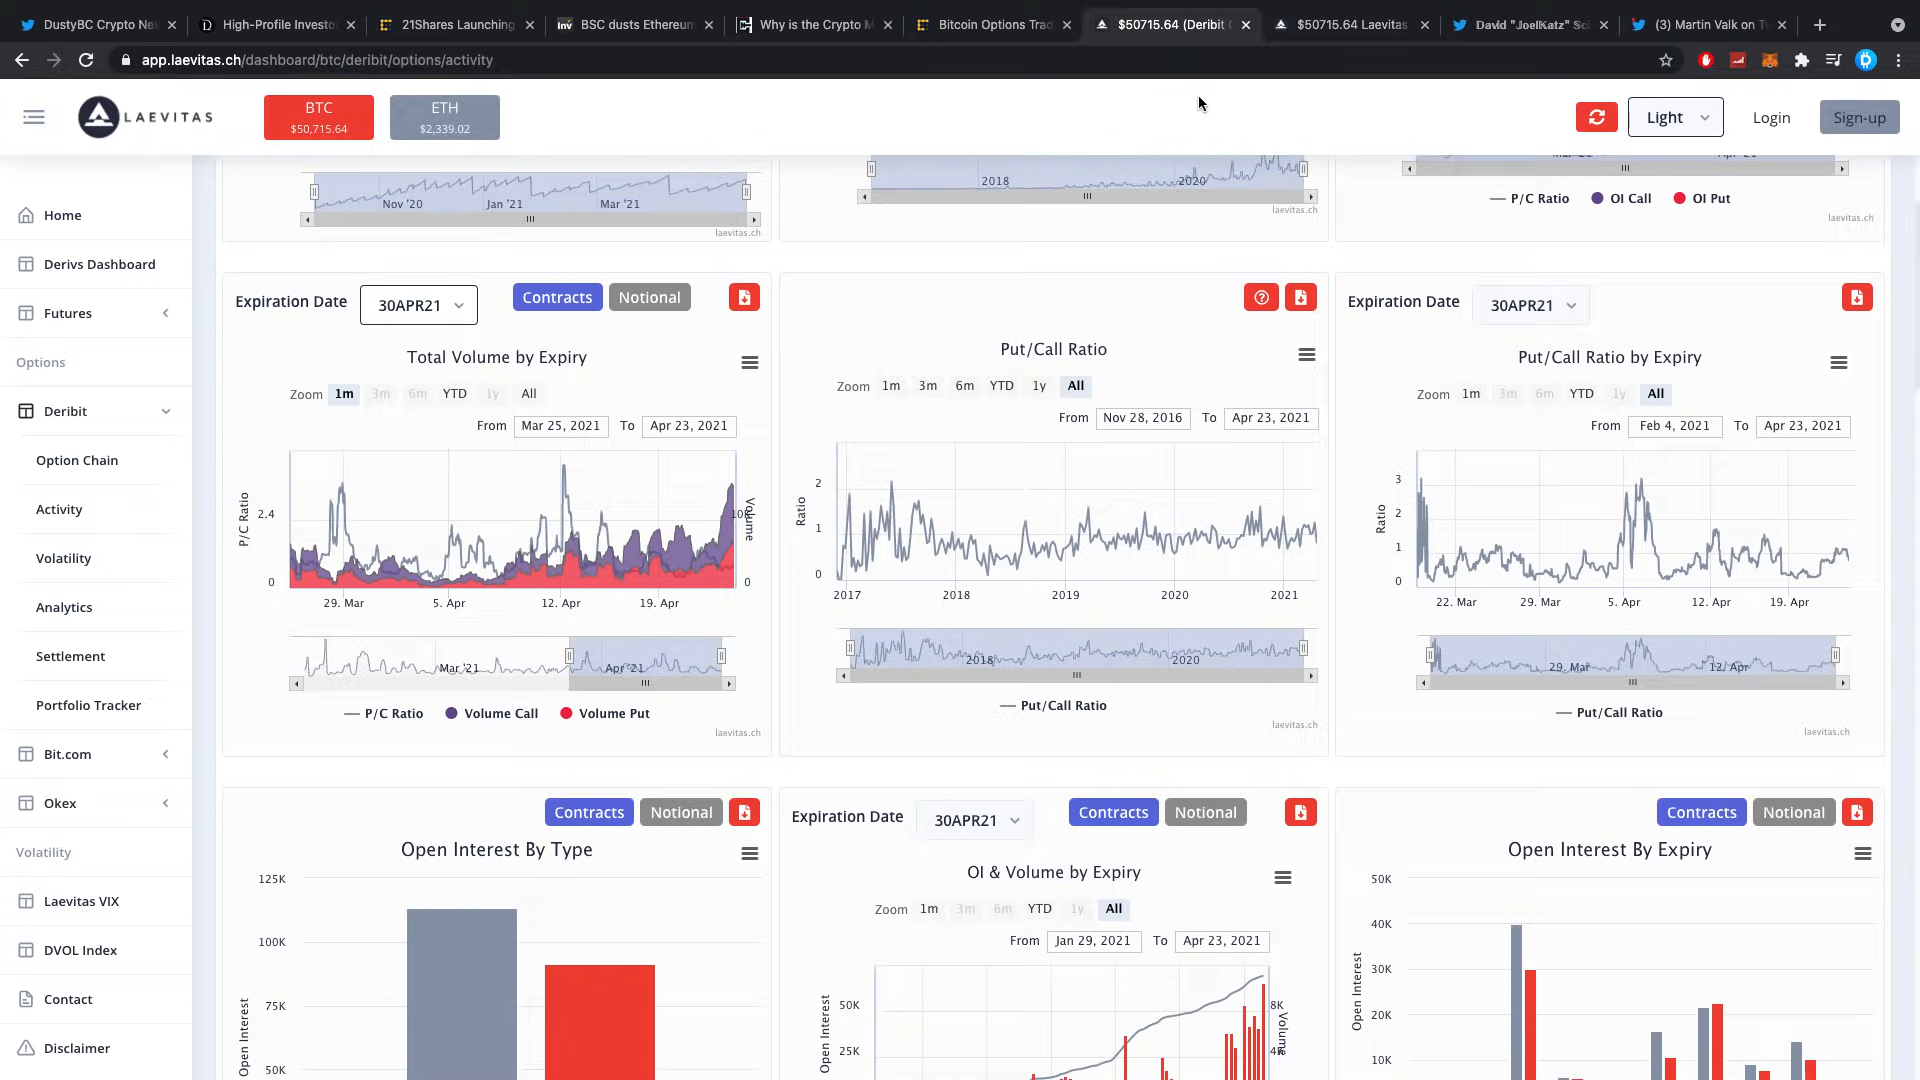 DustyBC Crypto Ne
High-Profile Investo
21Shares Launching
BSC dusts Ethereum
Why is the Crypto M
Bitcoin Options Trad
$50715.64 (Deribit
$50715.64 Laevitas
David "JoelKatz" Sc
(3) Martin Valk on T
app.laevitas.ch/dashboard/btc/deribit/options/activity
LAEVITAS
BTC
$50,715.64
ETH
$2,339.02
Light
Login
Sign-up
Home
Derivs Dashboard
Futures
Options
Deribit
Option Chain
Activity
Volatility
Analytics
Settlement
Portfolio Tracker
Bit.com
Okex
Volatility
Laevitas VIX
DVOL Index
Contact
Disclaimer
Nov '20 Jan '21 Mar '21
laevitas.ch
2018 2020
laevitas.ch
P/C Ratio OI Call OI Put
laevitas.ch
Expiration Date 30APR21 Contracts Notional
Total Volume by Expiry
Zoom 1m 3m 6m YTD 1y All
From Mar 25, 2021 To Apr 23, 2021
P/C Ratio
2.4
0
Volume
0
29. Mar 5. Apr 12. Apr 19. Apr
Mar '21 Apr '21
P/C Ratio Volume Call Volume Put
laevitas.ch
Put/Call Ratio
Zoom 1m 3m 6m YTD 1y All
From Nov 28, 2016 To Apr 23, 2021
Ratio
2
1
0
2017 2018 2019 2020 2021
2018 2020
Put/Call Ratio
laevitas.ch
Expiration Date 30APR21
Put/Call Ratio by Expiry
Zoom 1m 3m 6m YTD 1y All
From Feb 4, 2021 To Apr 23, 2021
Ratio
3
2
1
0
22. Mar 29. Mar 5. Apr 12. Apr 19. Apr
29. Mar 12. Apr
Put/Call Ratio
laevitas.ch
Contracts Notional
Open Interest By Type
Open Interest
125K
100K
75K
50K
Expiration Date 30APR21 Contracts Notional
OI & Volume by Expiry
Zoom 1m 3m 6m YTD 1y All
From Jan 29, 2021 To Apr 23, 2021
Open Interest
50K
25K
8K
Volume
Contracts Notional
Open Interest By Expiry
Open Interest
50K
40K
30K
20K
10K